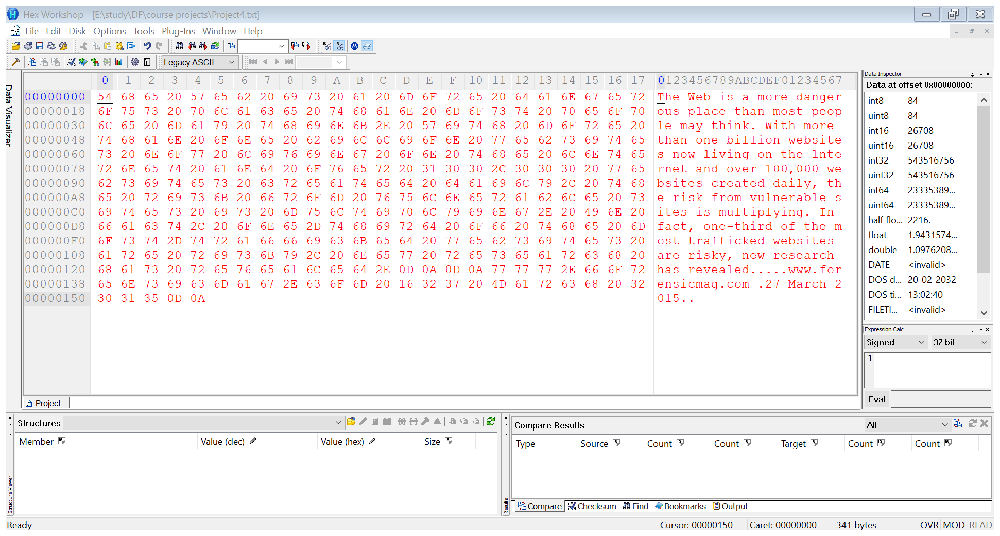 Hex Workshop - [E:\study\DF\course projects\Project4.txt]
File Edit Disk Options Tools Plug-Ins Window Help
Legacy ASCII
Data Visualizer
0 1 2 3 4 5 6 7 8 9 A B C D E F 10 11 12 13 14 15 16 17 0123456789ABCDEF01234567
00000000 54 68 65 20 57 65 62 20 69 73 20 61 20 6D 6F 72 65 20 64 61 6E 67 65 72 The Web is a more danger
00000018 6F 75 73 20 70 6C 61 63 65 20 74 68 61 6E 20 6D 6F 73 74 20 70 65 6F 70 ous place than most peop
00000030 6C 65 20 6D 61 79 20 74 68 69 6E 6B 2E 20 57 69 74 68 20 6D 6F 72 65 20 le may think. With more
00000048 74 68 61 6E 20 6F 6E 65 20 62 69 6C 6C 69 6F 6E 20 77 65 62 73 69 74 65 than one billion website
00000060 73 20 6E 6F 77 20 6C 69 76 69 6E 67 20 6F 6E 20 74 68 65 20 6C 6E 74 65 s now living on the lnte
00000078 72 6E 65 74 20 61 6E 64 20 6F 76 65 72 20 31 30 30 2C 30 30 30 20 77 65 rnet and over 100,000 we
00000090 62 73 69 74 65 73 20 63 72 65 61 74 65 64 20 64 61 69 6C 79 2C 20 74 68 bsites created daily, th
000000A8 65 20 72 69 73 6B 20 66 72 6F 6D 20 76 75 6C 6E 65 72 61 62 6C 65 20 73 e risk from vulnerable s
000000C0 69 74 65 73 20 69 73 20 6D 75 6C 74 69 70 6C 79 69 6E 67 2E 20 49 6E 20 ites is multiplying. In
000000D8 66 61 63 74 2C 20 6F 6E 65 2D 74 68 69 72 64 20 6F 66 20 74 68 65 20 6D fact, one-third of the m
000000F0 6F 73 74 2D 74 72 61 66 66 69 63 6B 65 64 20 77 65 62 73 69 74 65 73 20 ost-trafficked websites
00000108 61 72 65 20 72 69 73 6B 79 2C 20 6E 65 77 20 72 65 73 65 61 72 63 68 20 are risky, new research
00000120 68 61 73 20 72 65 76 65 61 6C 65 64 2E 0D 0A 0D 0A 77 77 77 2E 66 6F 72 has revealed.....www.for
00000138 65 6E 73 69 63 6D 61 67 2E 63 6F 6D 20 16 32 37 20 4D 61 72 63 68 20 32 ensicmag.com .27 March 2
00000150 30 31 35 0D 0A 015..
Data Inspector
Data at offset 0x00000000:
int8 84
uint8 84
int16 26708
uint16 26708
int32 543516756
uint32 543516756
int64 23335389...
uint64 23335389...
half flo... 2216.
float 1.9431574...
double 1.0976208...
DATE <invalid>
DOS d... 20-02-2032
DOS ti... 13:02:40
FILETI... <invalid>
Expression Calc
Signed 32 bit
1
Eval
Project...
Structures
Member Value (dec) Value (hex) Size
Structure Viewer
Compare Results All
Type Source Count Count Target Count Count
Results
Compare Checksum Find Bookmarks Output
Ready Cursor: 00000150 Caret: 00000000 341 bytes OVR MOD READ